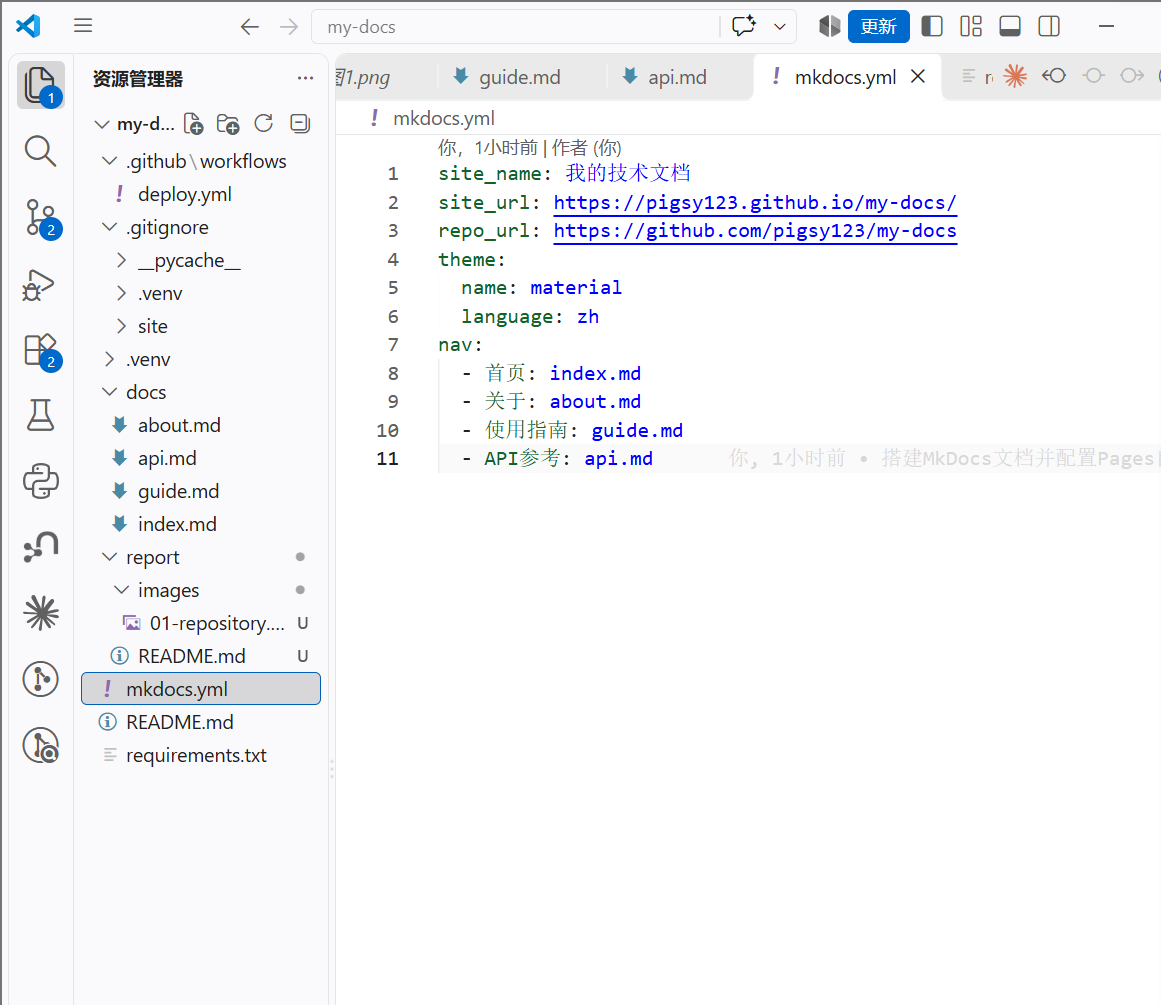 my-docs
更新
资源管理器
1
2
2
my-d...
.github\workflows
deploy.yml
.gitignore
__pycache__
.venv
site
.venv
docs
about.md
api.md
guide.md
index.md
report
images
01-repository.... U
README.md U
mkdocs.yml
README.md
requirements.txt
图1.png guide.md api.md mkdocs.yml
mkdocs.yml
你，1小时前 | 作者 (你)
1 site_name: 我的技术文档
2 site_url: https://pigsy123.github.io/my-docs/
3 repo_url: https://github.com/pigsy123/my-docs
4 theme:
5 name: material
6 language: zh
7 nav:
8 - 首页: index.md
9 - 关于: about.md
10 - 使用指南: guide.md
11 - API参考: api.md 你, 1小时前 • 搭建MkDocs文档并配置Pages